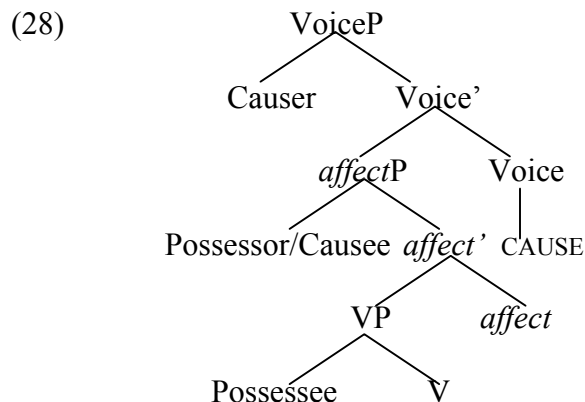 (28) VoiceP
Causer Voice’
affectP Voice
Possessor/Causee affect’ CAUSE
VP affect
Possessee V